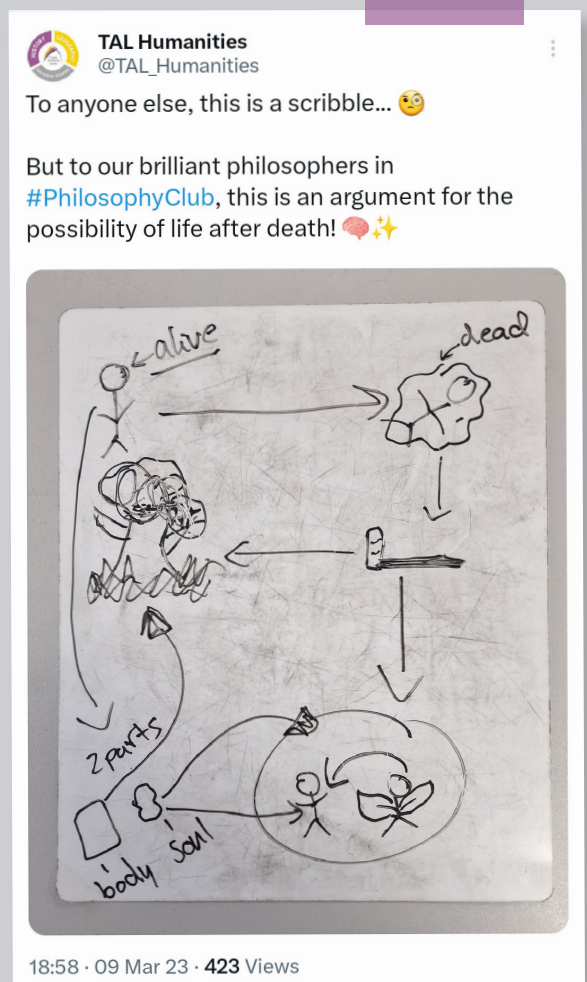 TAL Humanities
@TAL_Humanities
To anyone else, this is a scribble... 🧐
But to our brilliant philosophers in
#PhilosophyClub, this is an argument for the
possibility of life after death! 🧠✨
alive
dead
2 parts
body
soul
18:58 · 09 Mar 23 · 423 Views